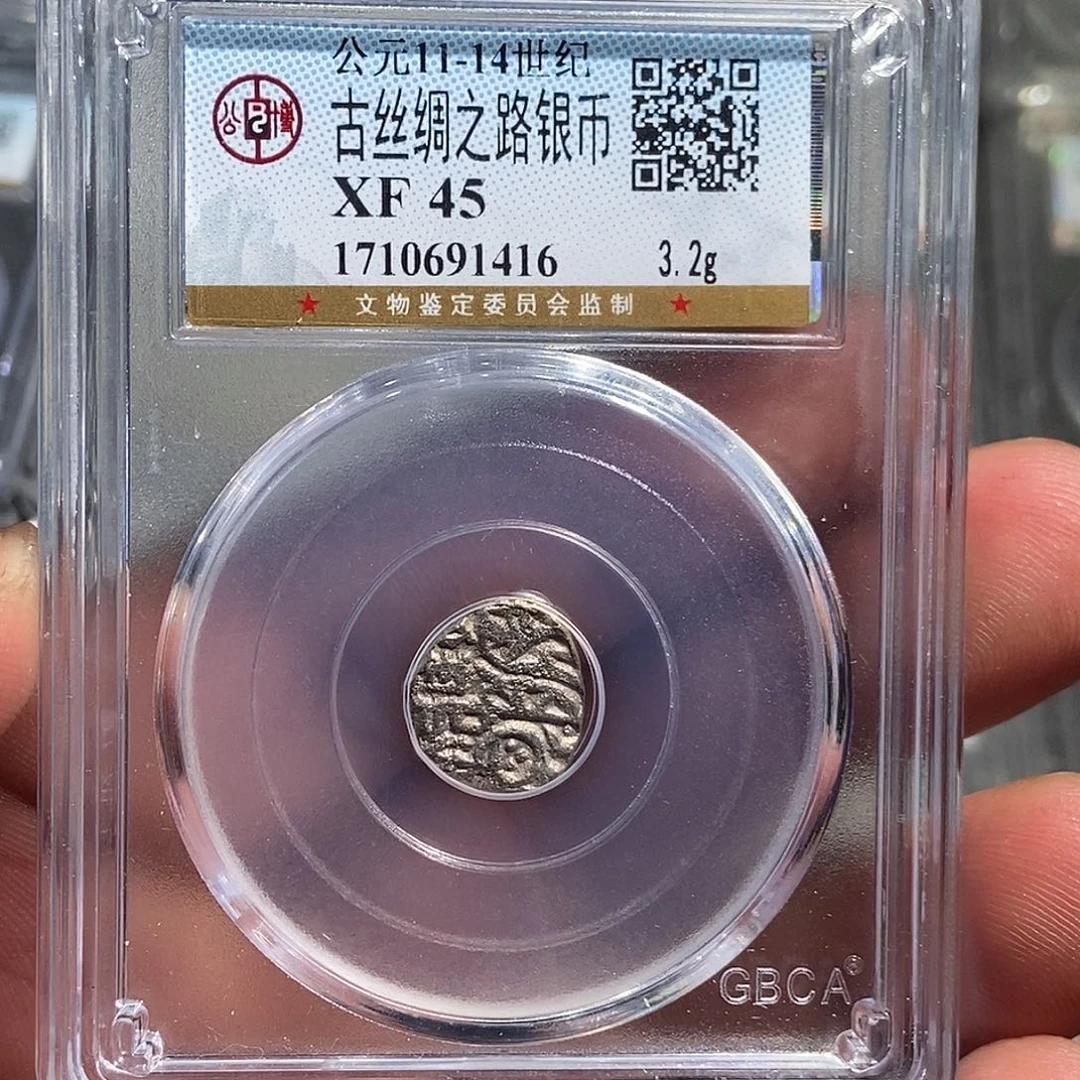 公元11-14世纪
古丝绸之路银币
XF 45
1710691416 3.2g
文物鉴定委员会监制
GBCA®